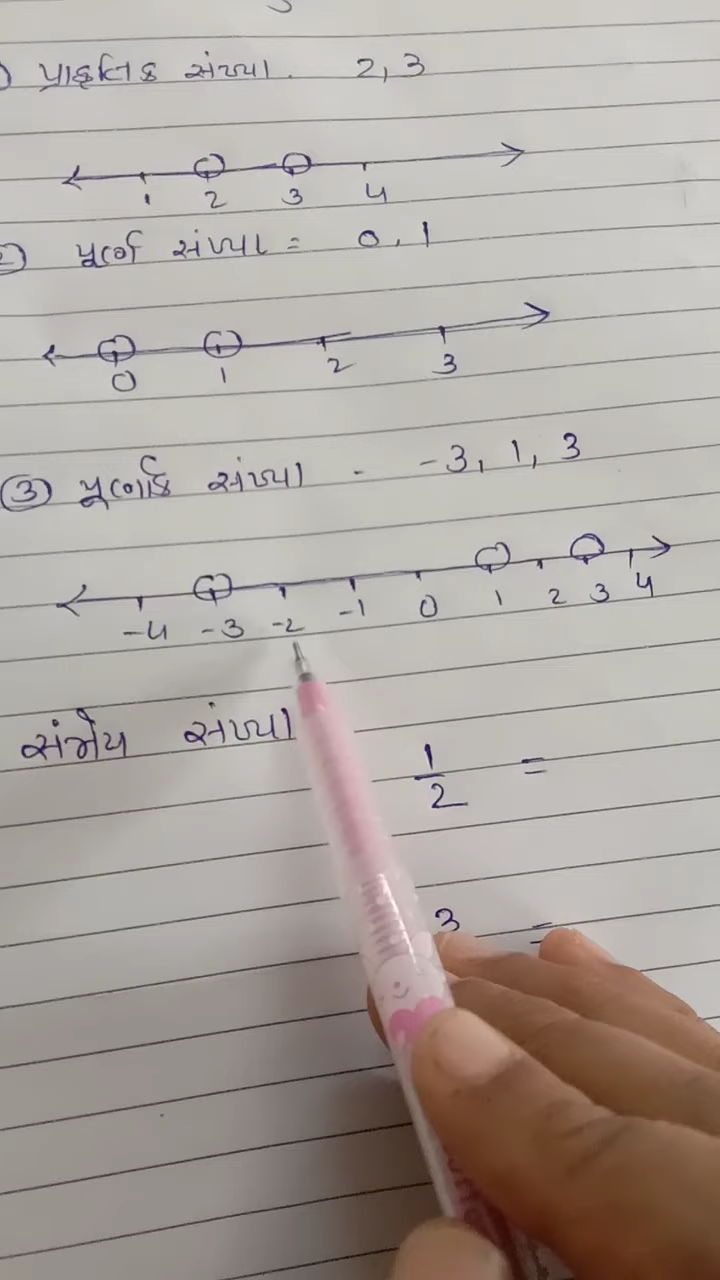 ) પ્રાકૃતિક સંખ્યા. 2, 3
1 2 3 4
પૂર્ણ સંખ્યા = 0, 1
0 1 2 3
③ પૂર્ણાંક સંખ્યા - -3, 1, 3
-4 -3 -2 -1 0 1 2 3 4
સંમેય સંખ્યા
1/2 =
3 =